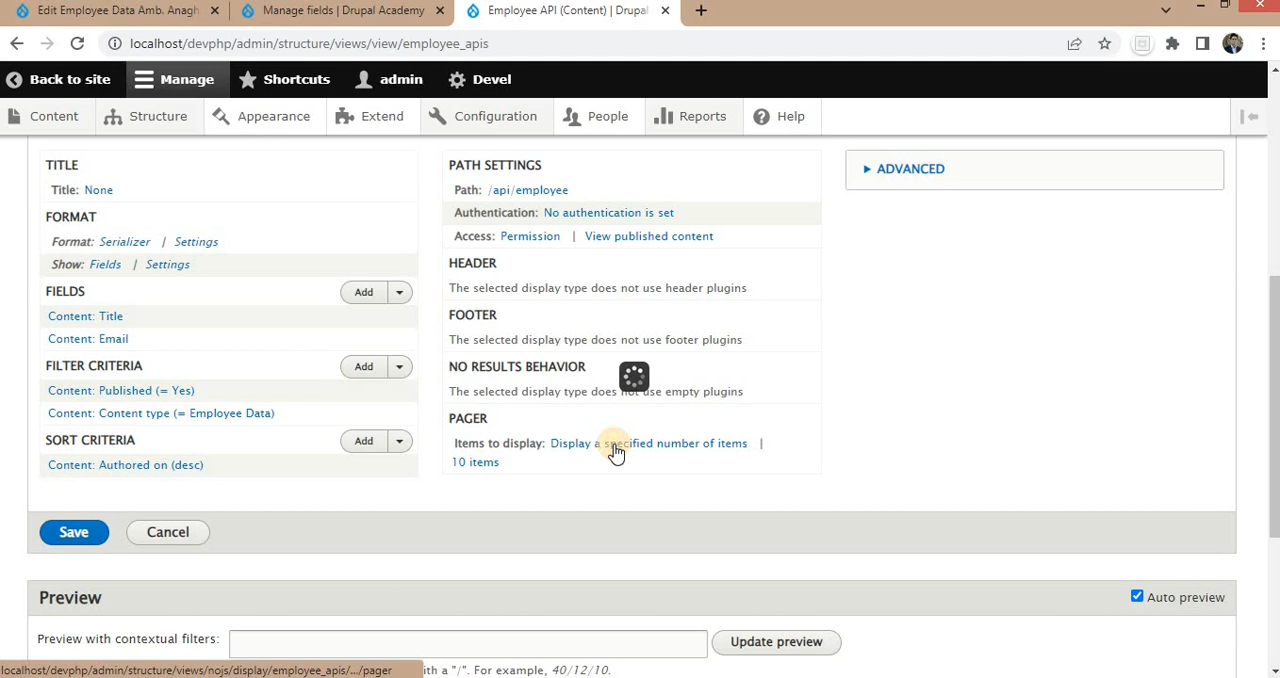 Edit Employee Data Amb. Anagh
Manage fields | Drupal Academy
Employee API (Content) | Drupal
localhost/devphp/admin/structure/views/view/employee_apis
Back to site
Manage
Shortcuts
admin
Devel
Content
Structure
Appearance
Extend
Configuration
People
Reports
Help
TITLE
Title: None
FORMAT
Format: Serializer | Settings
Show: Fields | Settings
FIELDS
Add
Content: Title
Content: Email
FILTER CRITERIA
Add
Content: Published (= Yes)
Content: Content type (= Employee Data)
SORT CRITERIA
Add
Content: Authored on (desc)
PATH SETTINGS
Path: /api/employee
Authentication: No authentication is set
Access: Permission | View published content
HEADER
The selected display type does not use header plugins
FOOTER
The selected display type does not use footer plugins
NO RESULTS BEHAVIOR
The selected display type does not use empty plugins
PAGER
Items to display: Display a specified number of items |
10 items
ADVANCED
Save
Cancel
Preview
Auto preview
Preview with contextual filters:
Update preview
localhost/devphp/admin/structure/views/nojs/display/employee_apis/.../pager
ith a "/". For example, 40/12/10.